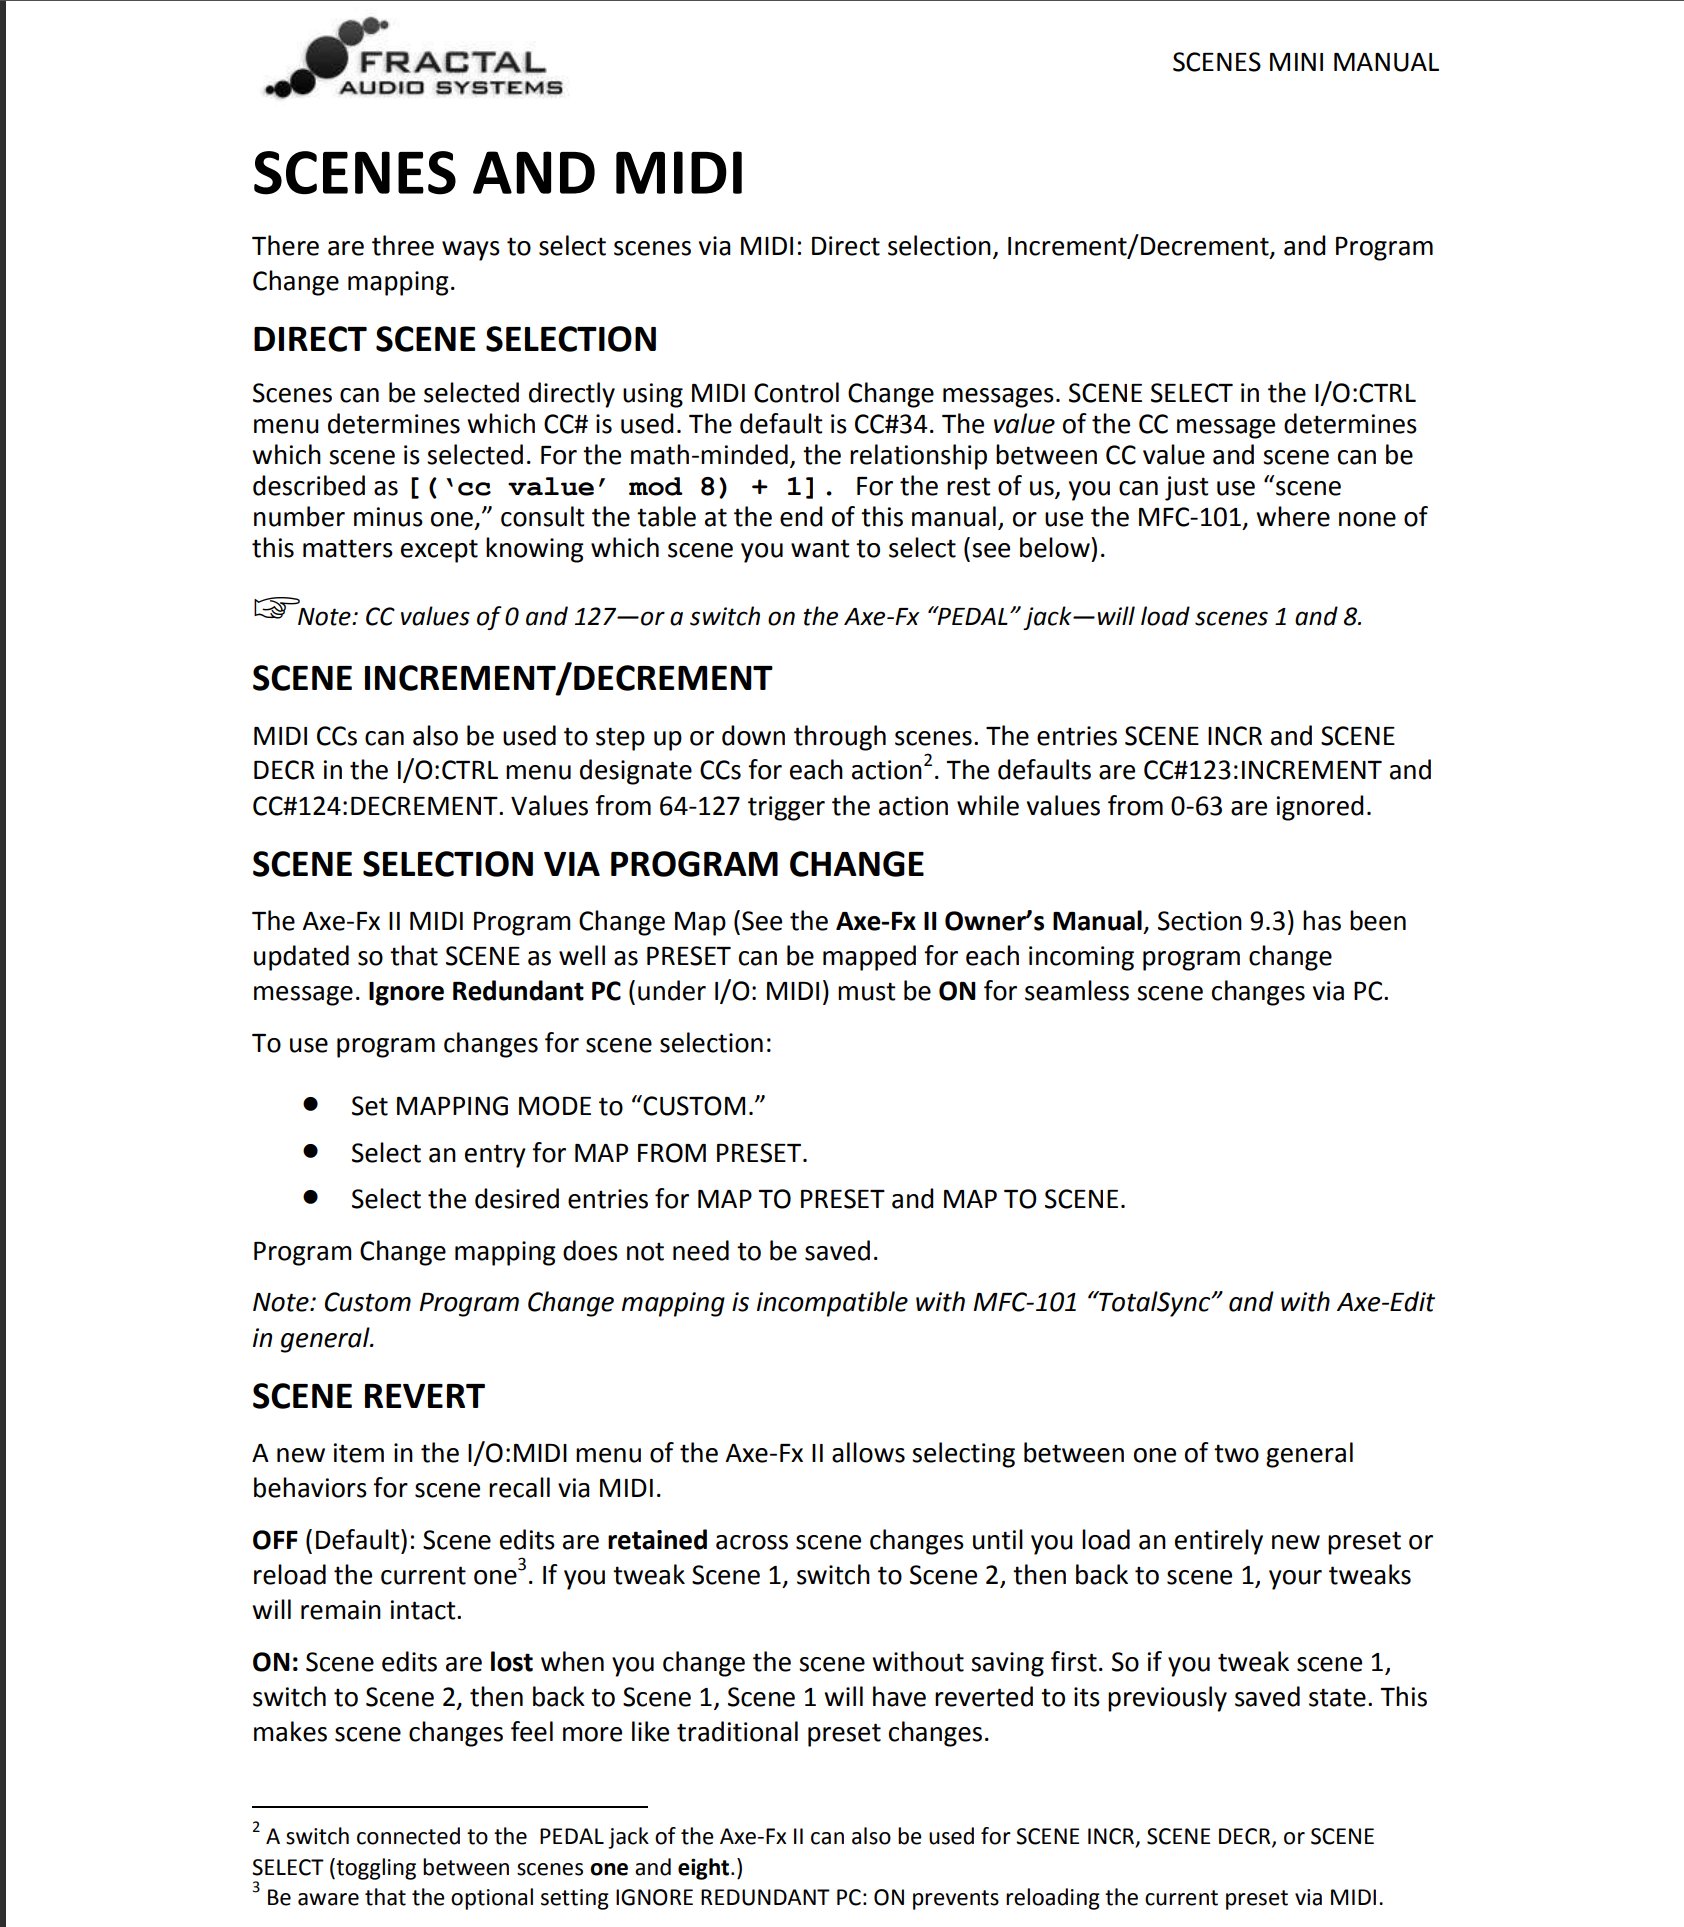 FRACTAL
AUDIO SYSTEMS
SCENES MINI MANUAL
SCENES AND MIDI
There are three ways to select scenes via MIDI: Direct selection, Increment/Decrement, and Program
Change mapping.
DIRECT SCENE SELECTION
Scenes can be selected directly using MIDI Control Change messages. SCENE SELECT in the I/O:CTRL
menu determines which CC# is used. The default is CC#34. The value of the CC message determines
which scene is selected. For the math-minded, the relationship between CC value and scene can be
described as [(‘cc value’ mod 8) + 1]. For the rest of us, you can just use “scene
number minus one,” consult the table at the end of this manual, or use the MFC-101, where none of
this matters except knowing which scene you want to select (see below).
☞Note: CC values of 0 and 127—or a switch on the Axe-Fx “PEDAL” jack—will load scenes 1 and 8.
SCENE INCREMENT/DECREMENT
MIDI CCs can also be used to step up or down through scenes. The entries SCENE INCR and SCENE
DECR in the I/O:CTRL menu designate CCs for each action². The defaults are CC#123:INCREMENT and
CC#124:DECREMENT. Values from 64-127 trigger the action while values from 0-63 are ignored.
SCENE SELECTION VIA PROGRAM CHANGE
The Axe-Fx II MIDI Program Change Map (See the Axe-Fx II Owner’s Manual, Section 9.3) has been
updated so that SCENE as well as PRESET can be mapped for each incoming program change
message. Ignore Redundant PC (under I/O: MIDI) must be ON for seamless scene changes via PC.
To use program changes for scene selection:
● Set MAPPING MODE to “CUSTOM.”
● Select an entry for MAP FROM PRESET.
● Select the desired entries for MAP TO PRESET and MAP TO SCENE.
Program Change mapping does not need to be saved.
Note: Custom Program Change mapping is incompatible with MFC-101 “TotalSync” and with Axe-Edit
in general.
SCENE REVERT
A new item in the I/O:MIDI menu of the Axe-Fx II allows selecting between one of two general
behaviors for scene recall via MIDI.
OFF (Default): Scene edits are retained across scene changes until you load an entirely new preset or
reload the current one³. If you tweak Scene 1, switch to Scene 2, then back to scene 1, your tweaks
will remain intact.
ON: Scene edits are lost when you change the scene without saving first. So if you tweak scene 1,
switch to Scene 2, then back to Scene 1, Scene 1 will have reverted to its previously saved state. This
makes scene changes feel more like traditional preset changes.
² A switch connected to the PEDAL jack of the Axe-Fx II can also be used for SCENE INCR, SCENE DECR, or SCENE
SELECT (toggling between scenes one and eight.)
³ Be aware that the optional setting IGNORE REDUNDANT PC: ON prevents reloading the current preset via MIDI.